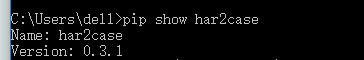 C:\Users\dell>pip show har2case
Name: har2case
Version: 0.3.1